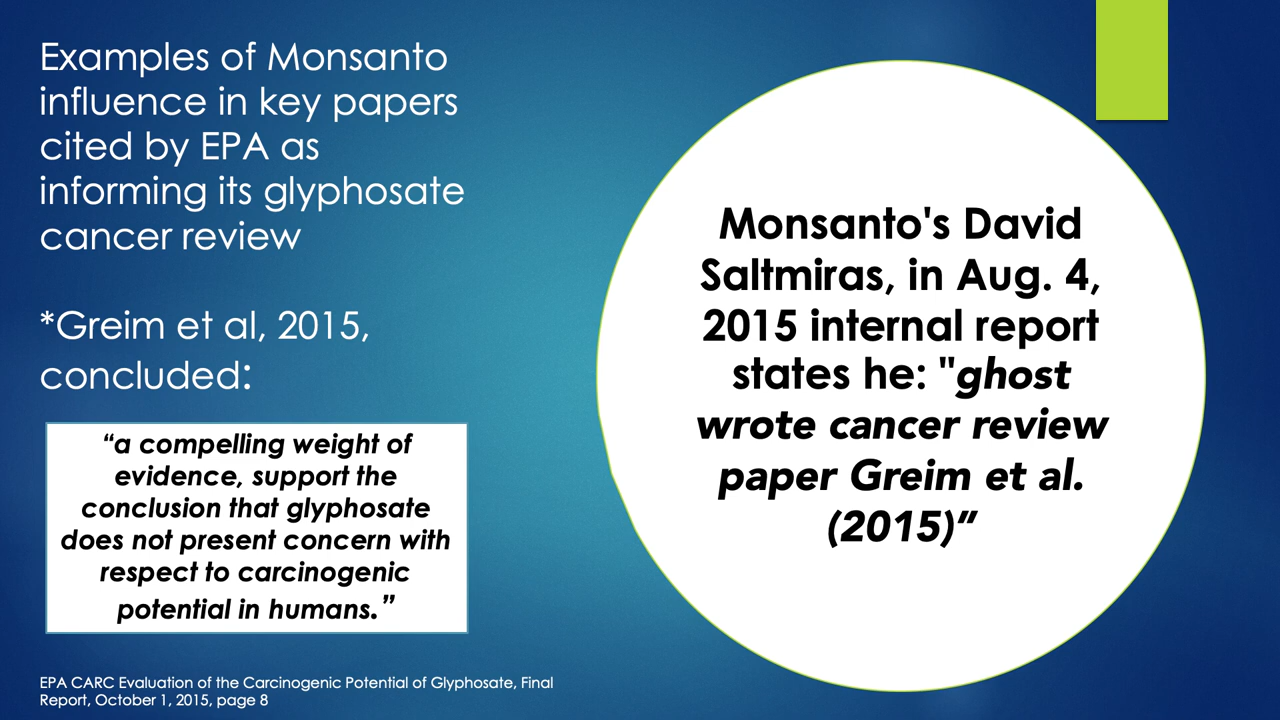 Examples of Monsanto
influence in key papers
cited by EPA as
informing its glyphosate
cancer review
*Greim et al, 2015,
concluded:
“a compelling weight of
evidence, support the
conclusion that glyphosate
does not present concern with
respect to carcinogenic
potential in humans.”
EPA CARC Evaluation of the Carcinogenic Potential of Glyphosate, Final
Report, October 1, 2015, page 8
Monsanto's David
Saltmiras, in Aug. 4,
2015 internal report
states he: "ghost
wrote cancer review
paper Greim et al.
(2015)”